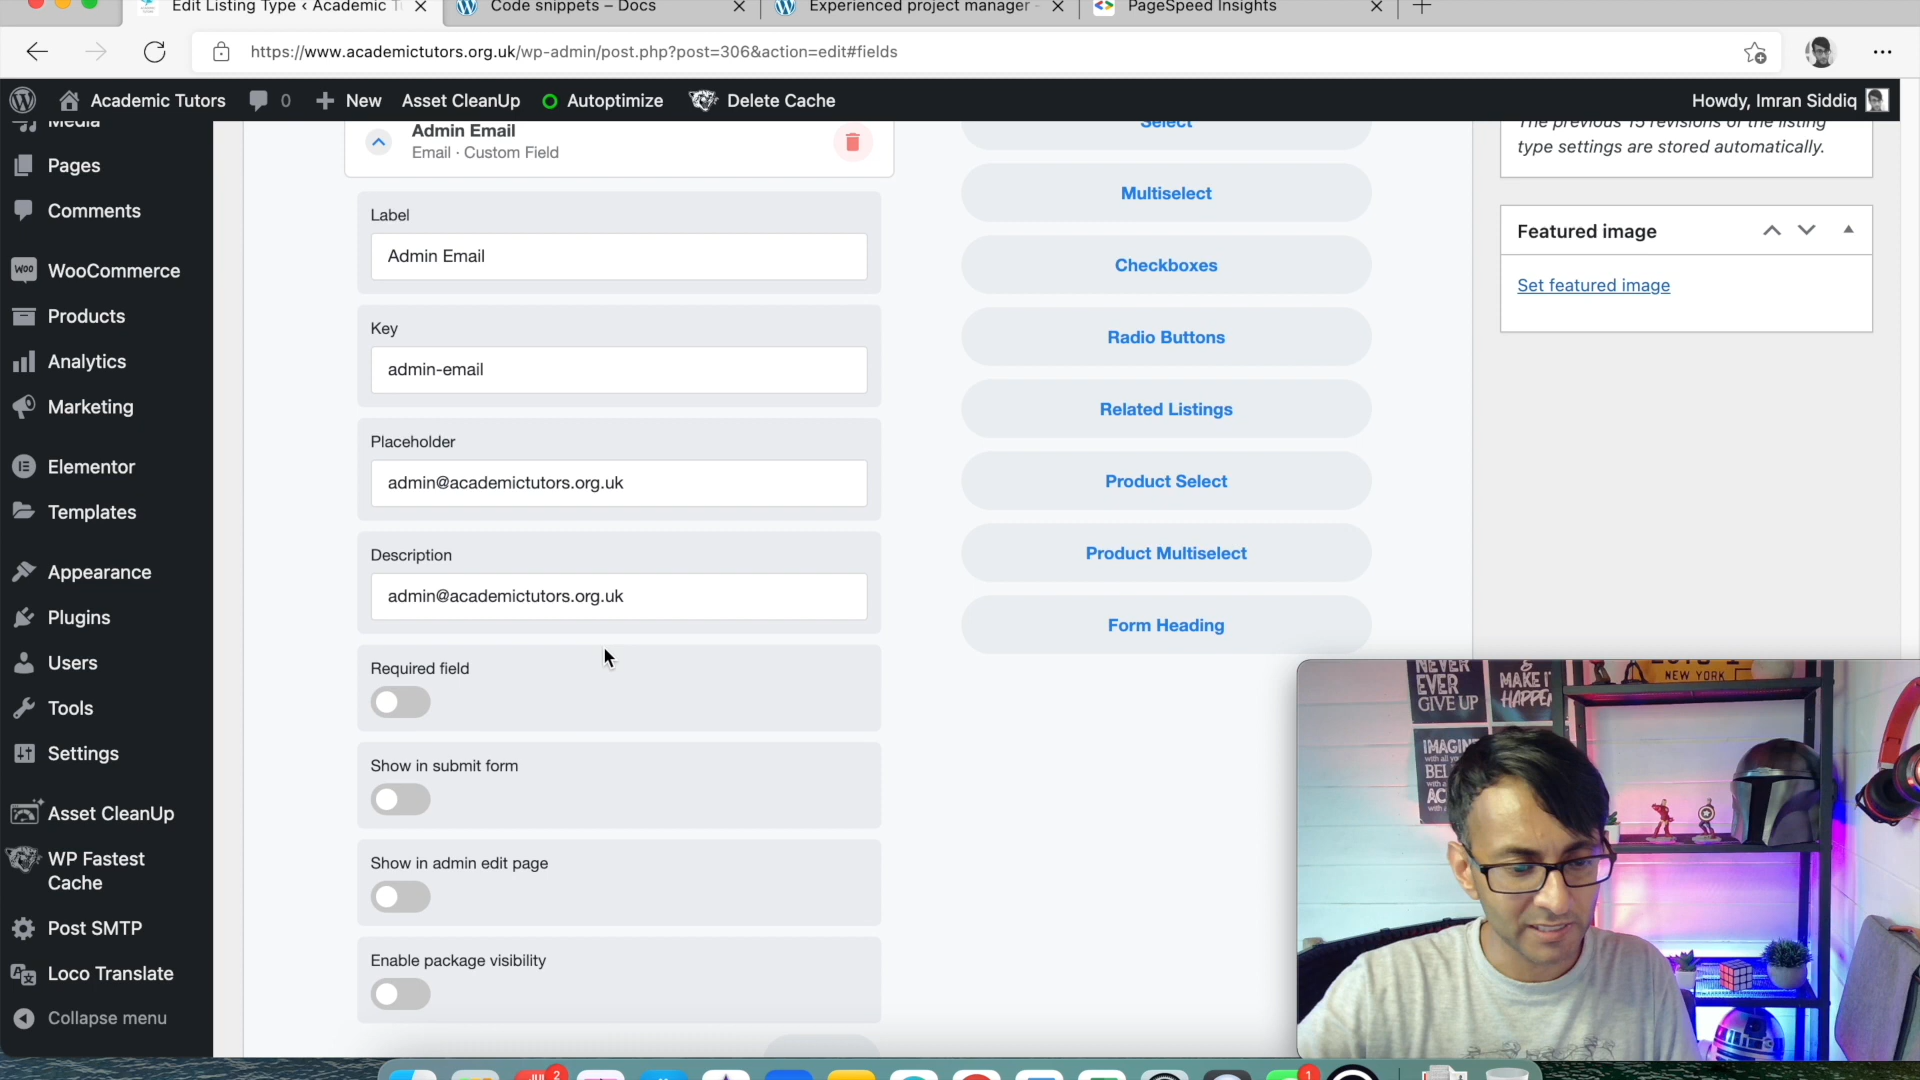 Edit Listing Type ‹ Academic T
Code snippets – Docs
Experienced project manager -
PageSpeed Insights
https://www.academictutors.org.uk/wp-admin/post.php?post=306&action=edit#fields
Academic Tutors
0
New
Asset CleanUp
Autoptimize
Delete Cache
Howdy, Imran Siddiq
Media
Pages
Comments
WooCommerce
Products
Analytics
Marketing
Elementor
Templates
Appearance
Plugins
Users
Tools
Settings
Asset CleanUp
WP Fastest
Cache
Post SMTP
Loco Translate
Collapse menu
Admin Email
Email · Custom Field
Label
Admin Email
Key
admin-email
Placeholder
admin@academictutors.org.uk
Description
admin@academictutors.org.uk
Required field
Show in submit form
Show in admin edit page
Enable package visibility
Select
Multiselect
Checkboxes
Radio Buttons
Related Listings
Product Select
Product Multiselect
Form Heading
The previous 15 revisions of the listing
type settings are stored automatically.
Featured image
Set featured image
NEVER
EVER
GIVE UP
&
MAKE IT
HAPPEN
NEW YORK
IMAGINE
2
1